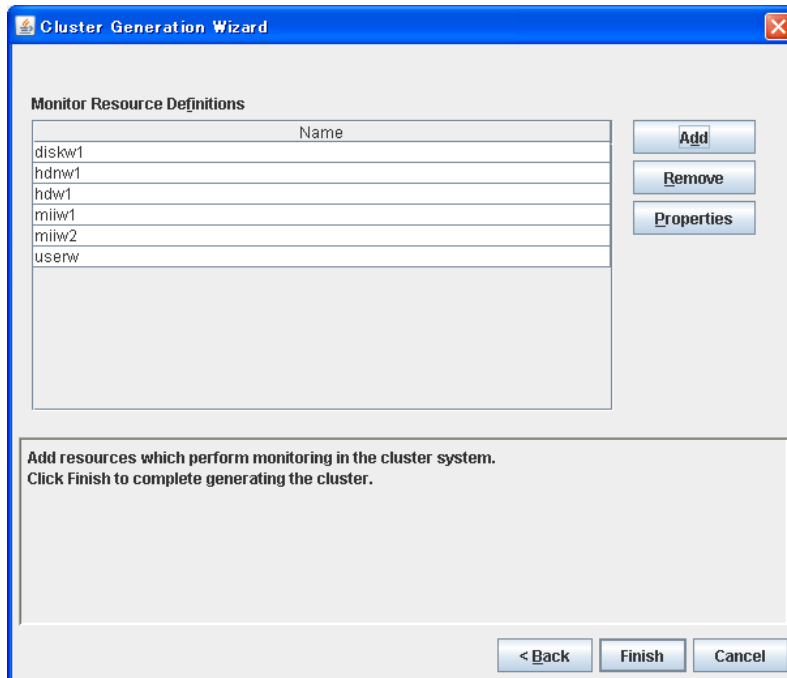 Cluster Generation Wizard
Monitor Resource Definitions
Name
diskw1
hdnw1
hdw1
miiw1
miiw2
userw
Add
Remove
Properties
Add resources which perform monitoring in the cluster system.
Click Finish to complete generating the cluster.
< Back
Finish
Cancel